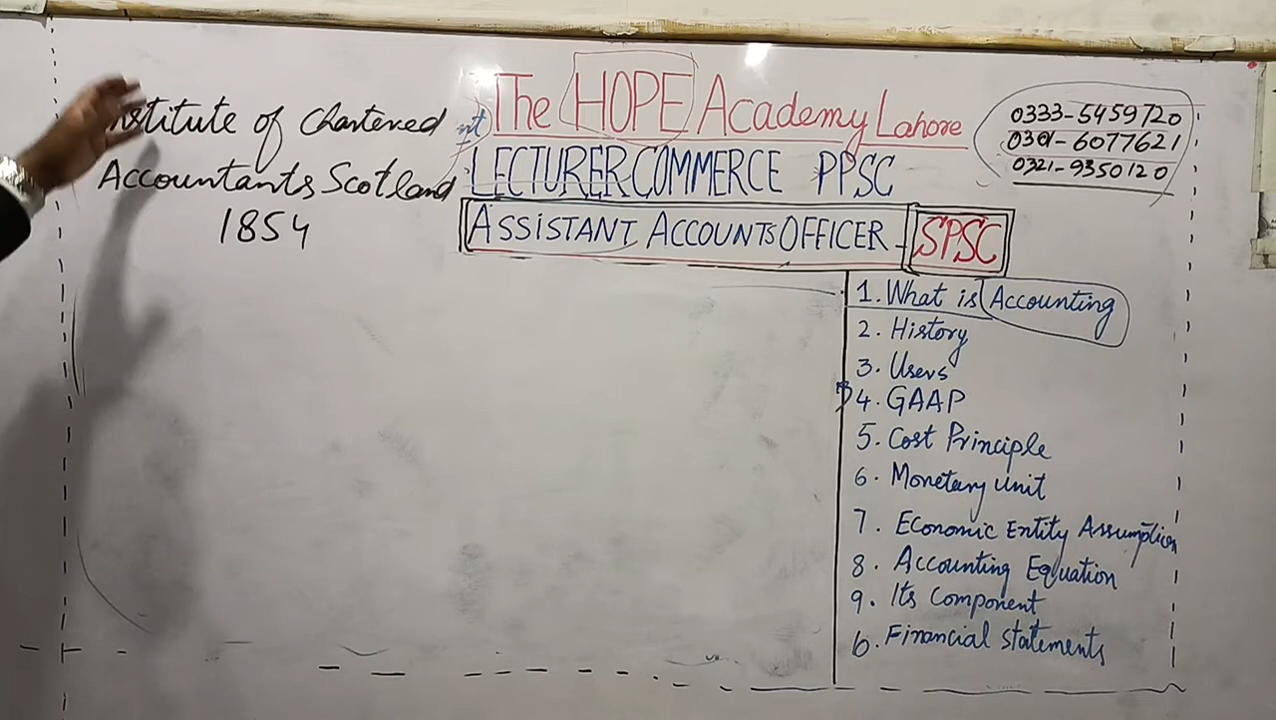 Institute of Chartered
Accountants Scotland
1854
The HOPE Academy Lahore
LECTURER COMMERCE PPSC
ASSISTANT ACCOUNTS OFFICER - SPSC
0333-5459720
0301-6077621
0321-9350120
1. What is Accounting
2. History
3. Users
4. GAAP
5. Cost Principle
6. Monetary Unit
7. Economic Entity Assumption
8. Accounting Equation
9. Its Component
10. Financial Statements